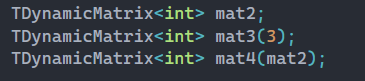 TDynamicMatrix<int> mat2;
TDynamicMatrix<int> mat3(3);
TDynamicMatrix<int> mat4(mat2);